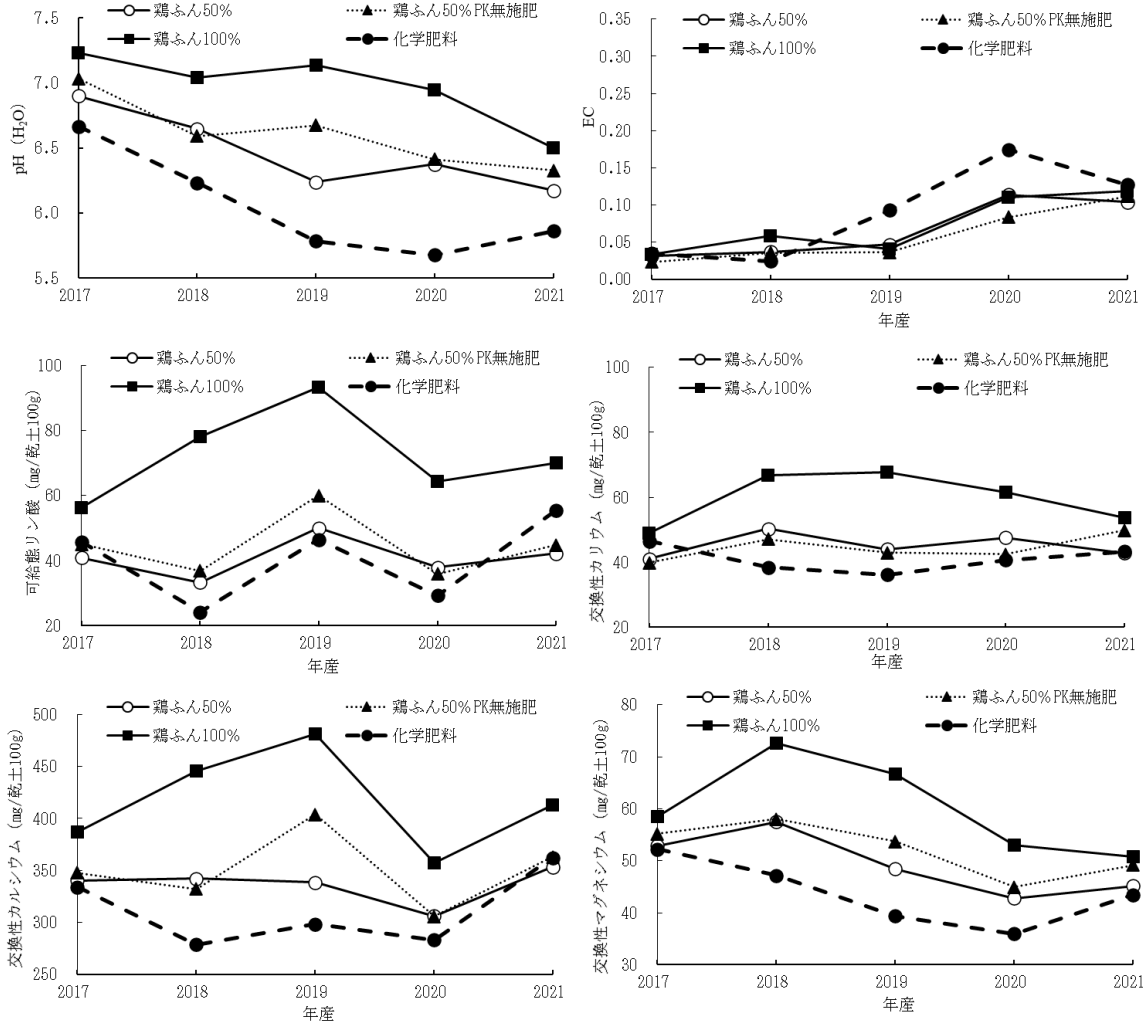 鶏ふん50%
鶏ふん50%PK無施肥
鶏ふん100%
化学肥料
7.5
7.0
6.5
6.0
5.5
pH (H₂O)
2017 2018 2019 2020 2021
鶏ふん50%
鶏ふん50%PK無施肥
鶏ふん100%
化学肥料
0.35
0.30
0.25
0.20
0.15
0.10
0.05
0.00
EC
2017 2018 2019 2020 2021
年産
鶏ふん50%
鶏ふん50%PK無施肥
鶏ふん100%
化学肥料
100
80
60
40
20
可給態リン酸 (mg/乾土100g)
2017 2018 2019 2020 2021
年産
鶏ふん50%
鶏ふん50%PK無施肥
鶏ふん100%
化学肥料
100
80
60
40
20
交換性カリウム (mg/乾土100g)
2017 2018 2019 2020 2021
年産
鶏ふん50%
鶏ふん50%PK無施肥
鶏ふん100%
化学肥料
500
450
400
350
300
250
交換性カルシウム (mg/乾土100g)
2017 2018 2019 2020 2021
年産
鶏ふん50%
鶏ふん50%PK無施肥
鶏ふん100%
化学肥料
80
70
60
50
40
30
交換性マグネシウム (mg/乾土100g)
2017 2018 2019 2020 2021
年産